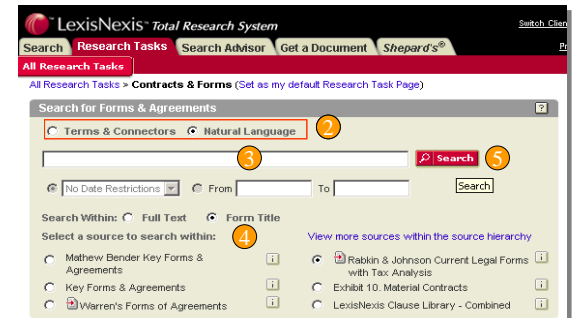 LexisNexis™ Total Research System
Switch Clien
Search Research Tasks Search Advisor Get a Document Shepard's®
All Research Tasks
All Research Tasks > Contracts & Forms (Set as my default Research Task Page)
Search for Forms & Agreements ?
Terms & Connectors Natural Language 2
3 Search 5
No Date Restrictions From To Search
Search Within: Full Text Form Title
Select a source to search within: 4 View more sources within the source hierarchy
Mathew Bender Key Forms & Agreements i
Rabkin & Johnson Current Legal Forms with Tax Analysis i
Key Forms & Agreements i Exhibit 10. Material Contracts i
Warren's Forms of Agreements i LexisNexis Clause Library - Combined i